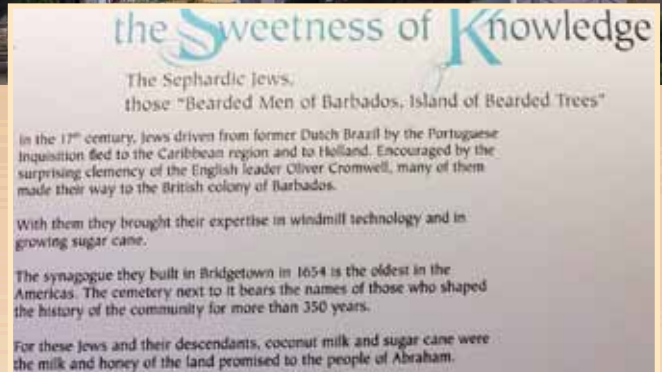 the Sweetness of Knowledge
The Sephardic Jews,
those "Bearded Men of Barbados, Island of Bearded Trees"
In the 17th century, Jews driven from former Dutch Brazil by the Portuguese
Inquisition fled to the Caribbean region and to Holland. Encouraged by the
surprising clemency of the English leader Oliver Cromwell, many of them
made their way to the British colony of Barbados.
With them they brought their expertise in windmill technology and in
growing sugar cane.
The synagogue they built in Bridgetown in 1654 is the oldest in the
Americas. The cemetery next to it bears the names of those who shaped
the history of the community for more than 350 years.
For these Jews and their descendants, coconut milk and sugar cane were
the milk and honey of the land promised to the people of Abraham.